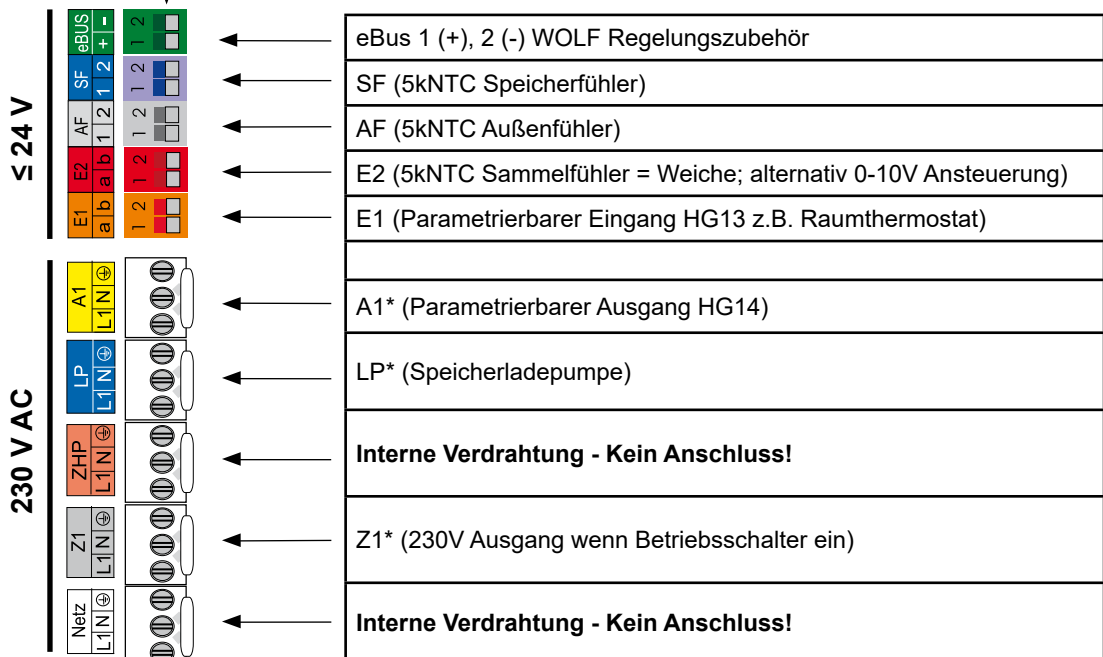 ≤ 24 V
eBUS + -
1 2
eBus 1 (+), 2 (-) WOLF Regelungszubehör
SF 1 2
1 2
SF (5kNTC Speicherfühler)
AF 1 2
1 2
AF (5kNTC Außenfühler)
E2 a b
1 2
E2 (5kNTC Sammelfühler = Weiche; alternativ 0-10V Ansteuerung)
E1 a b
1 2
E1 (Parametrierbarer Eingang HG13 z.B. Raumthermostat)
230 V AC
A1 L1 N
A1* (Parametrierbarer Ausgang HG14)
LP L1 N
LP* (Speicherladepumpe)
ZHP L1 N
Interne Verdrahtung - Kein Anschluss!
Z1 L1 N
Z1* (230V Ausgang wenn Betriebsschalter ein)
Netz L1 N
Interne Verdrahtung - Kein Anschluss!